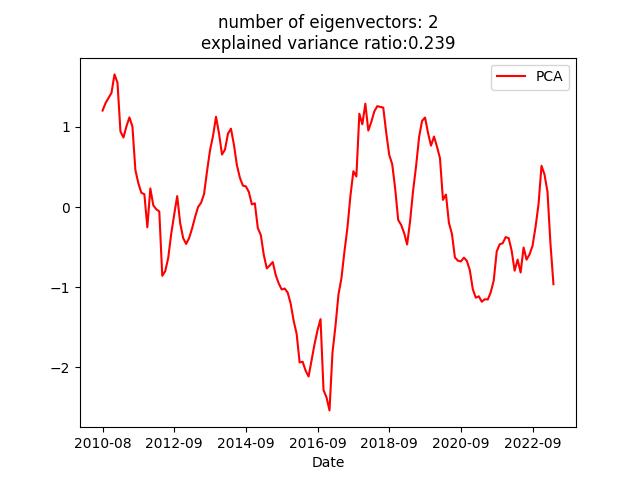 number of eigenvectors: 2
explained variance ratio:0.239
PCA
1
0
−1
−2
2010-08 2012-09 2014-09 2016-09 2018-09 2020-09 2022-09
Date